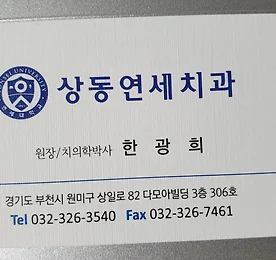 상동연세치과
원장/치의학박사 한 광 희
경기도 부천시 원미구 상일로 82 다모아빌딩 3층 306호
Tel 032-326-3540 Fax 032-326-7461